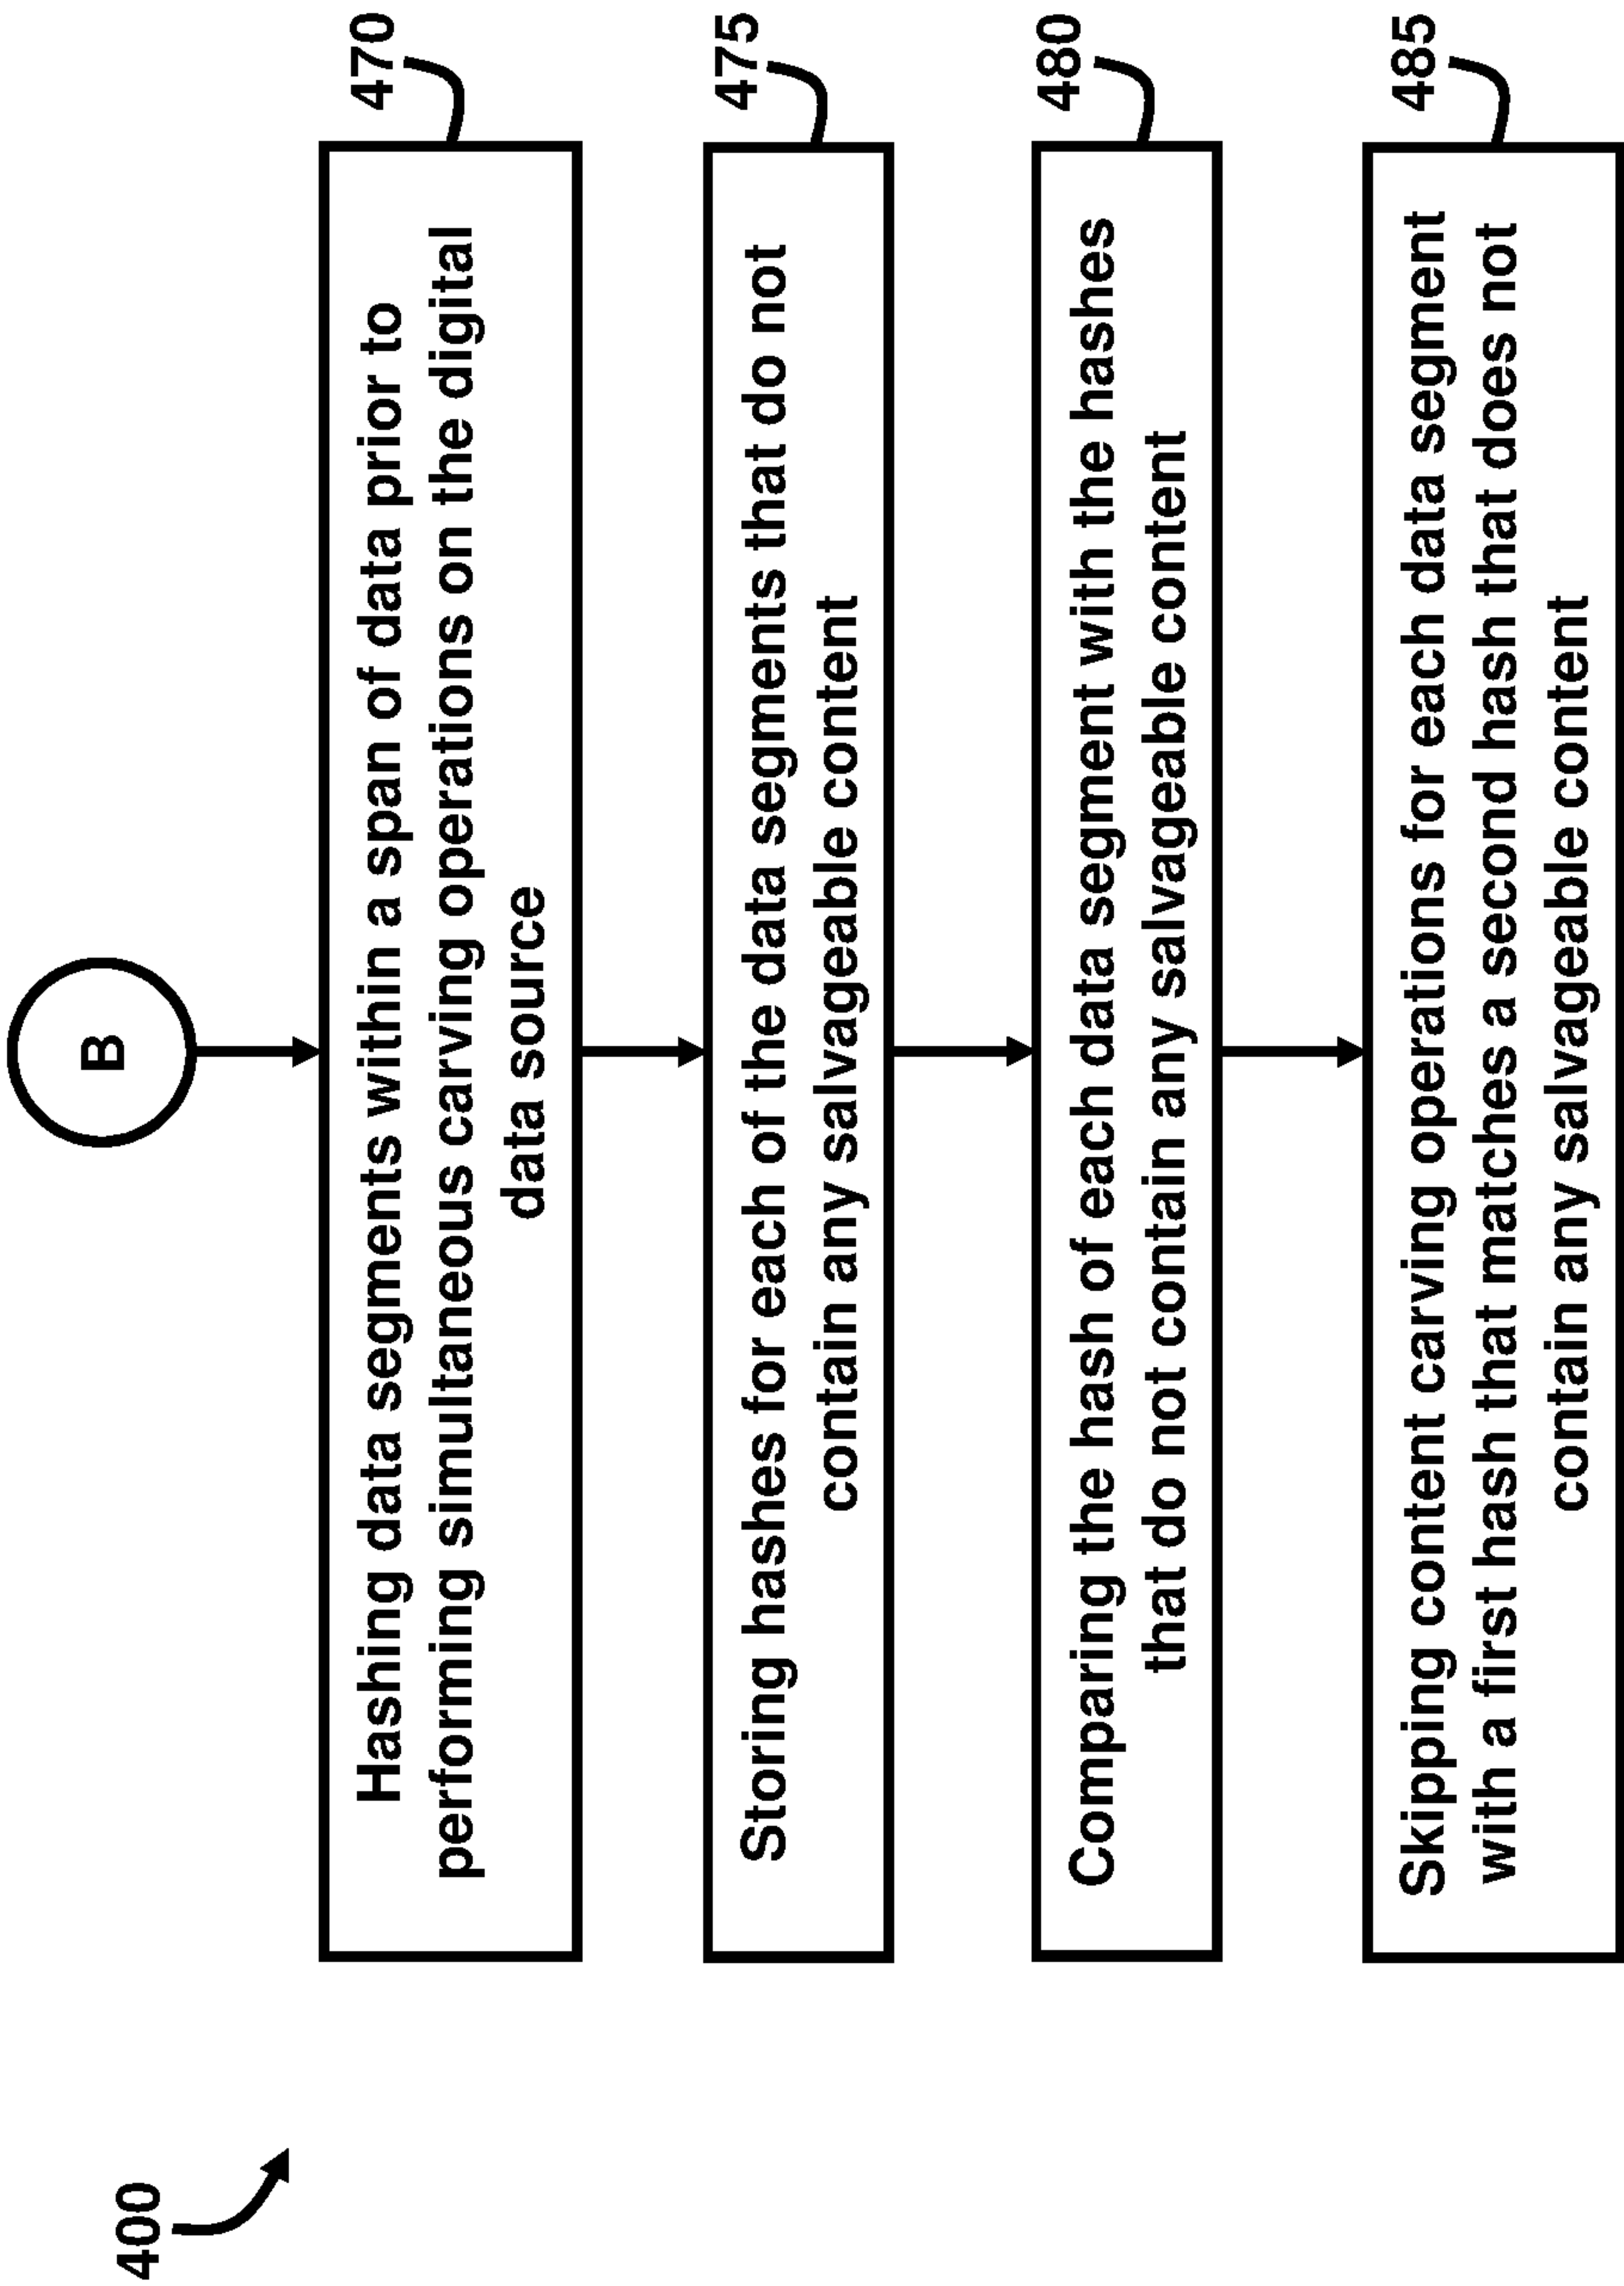 400
B
470
Hashing data segments within a span of data prior to
performing simultaneous carving operations on the digital
data source
475
Storing hashes for each of the data segments that do not
contain any salvageable content
480
Comparing the hash of each data segment with the hashes
that do not contain any salvageable content
485
Skipping content carving operations for each data segment
with a first hash that matches a second hash that does not
contain any salvageable content